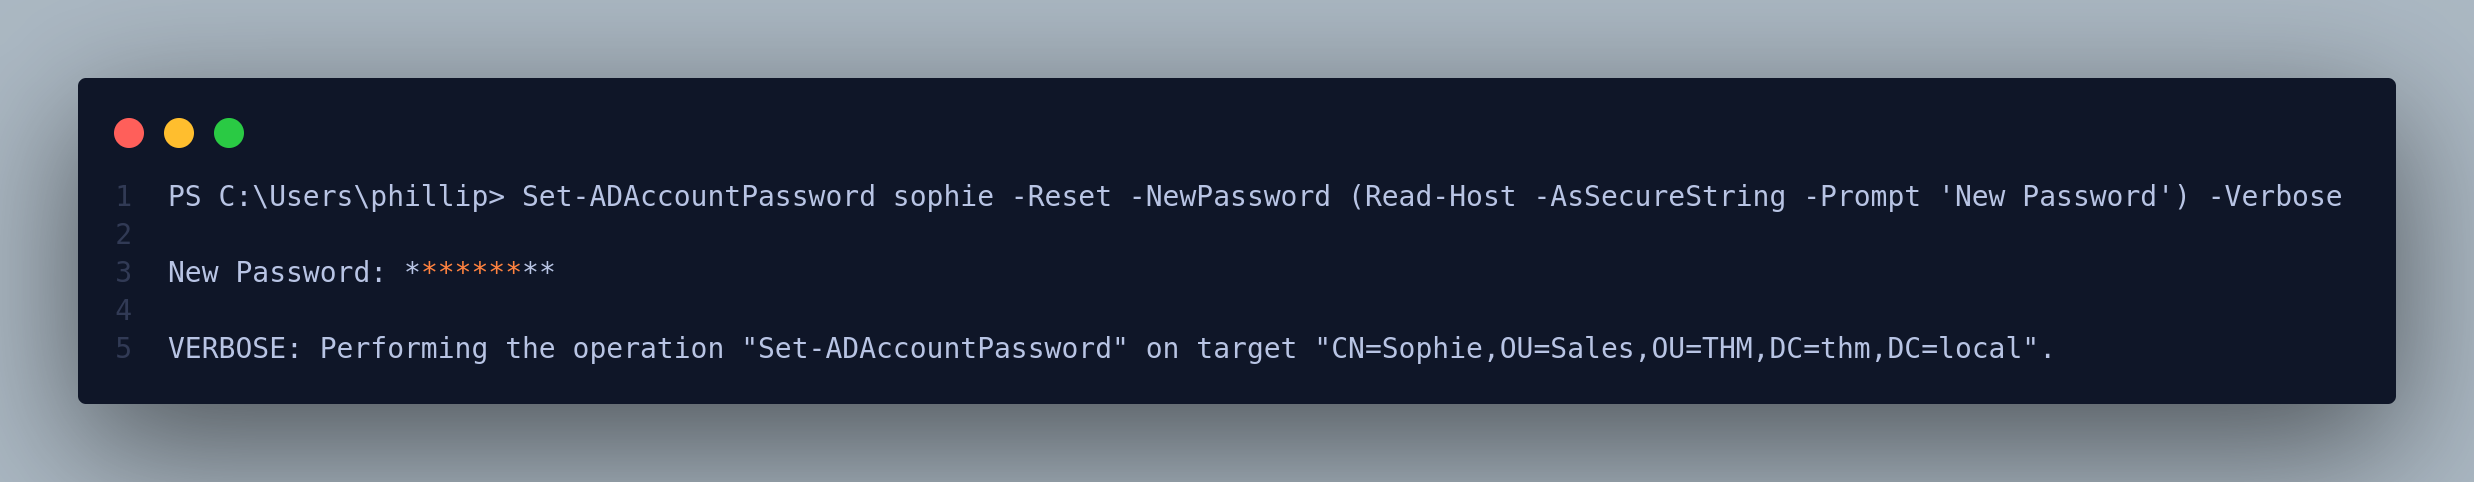 1 PS C:\Users\phillip> Set-ADAccountPassword sophie -Reset -NewPassword (Read-Host -AsSecureString -Prompt 'New Password') -Verbose
2
3 New Password: *********
4
5 VERBOSE: Performing the operation "Set-ADAccountPassword" on target "CN=Sophie,OU=Sales,OU=THM,DC=thm,DC=local".